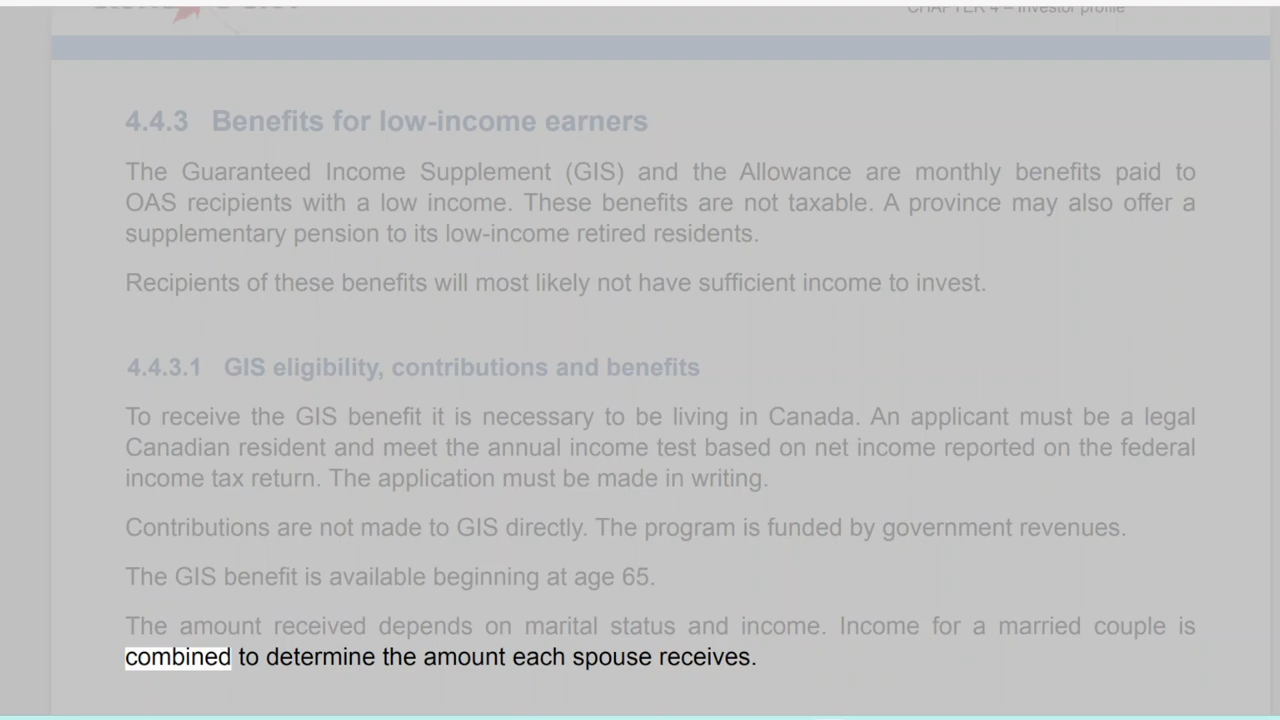 CHAPTER 4 – Investor profile
4.4.3 Benefits for low-income earners
The Guaranteed Income Supplement (GIS) and the Allowance are monthly benefits paid to
OAS recipients with a low income. These benefits are not taxable. A province may also offer a
supplementary pension to its low-income retired residents.
Recipients of these benefits will most likely not have sufficient income to invest.
4.4.3.1 GIS eligibility, contributions and benefits
To receive the GIS benefit it is necessary to be living in Canada. An applicant must be a legal
Canadian resident and meet the annual income test based on net income reported on the federal
income tax return. The application must be made in writing.
Contributions are not made to GIS directly. The program is funded by government revenues.
The GIS benefit is available beginning at age 65.
The amount received depends on marital status and income. Income for a married couple is
combined to determine the amount each spouse receives.